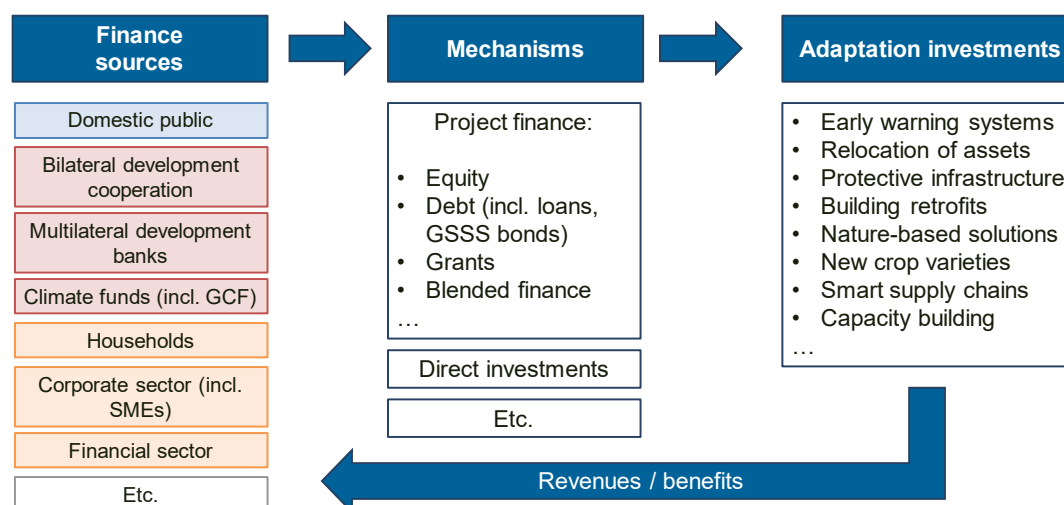 Finance
sources
Mechanisms
Adaptation investments
Domestic public
Bilateral development
cooperation
Multilateral development
banks
Climate funds (incl. GCF)
Households
Corporate sector (incl.
SMEs)
Financial sector
Etc.
Project finance:
• Equity
• Debt (incl. loans,
GSSS bonds)
• Grants
• Blended finance
…
Direct investments
Etc.
• Early warning systems
• Relocation of assets
• Protective infrastructure
• Building retrofits
• Nature-based solutions
• New crop varieties
• Smart supply chains
• Capacity building
…
Revenues / benefits